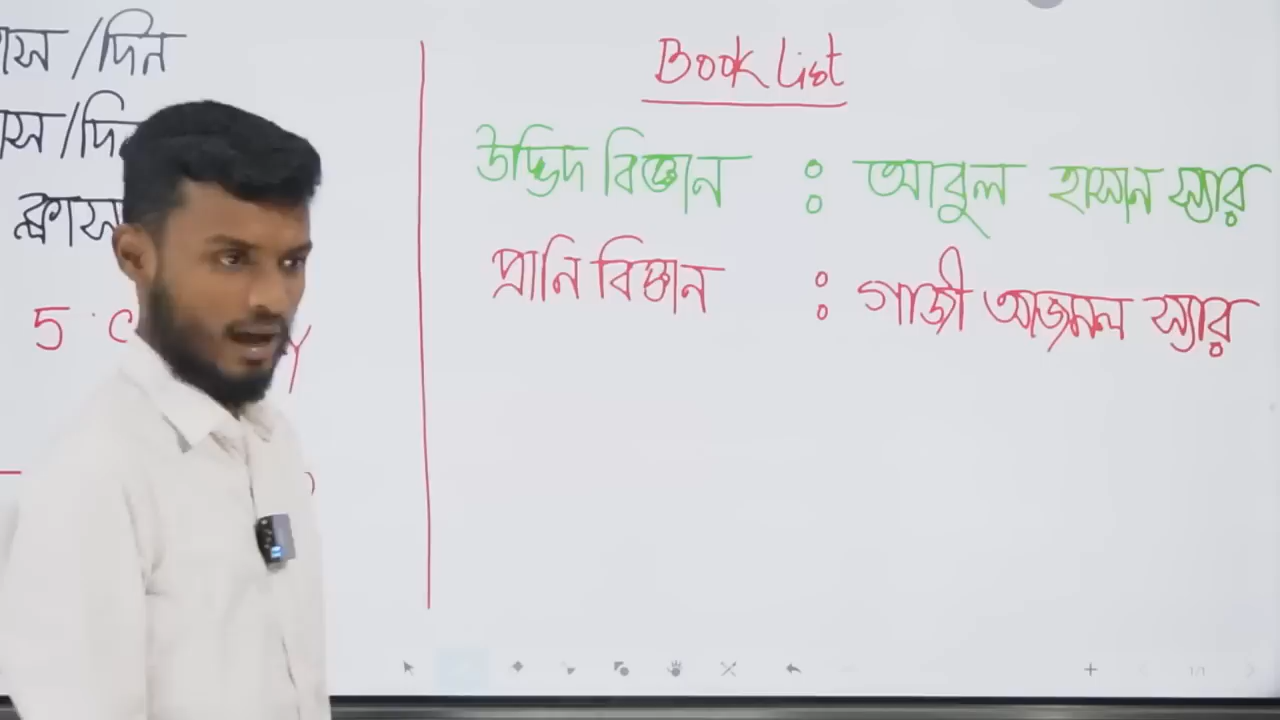 াস / দিন
াস / দি
ক্লাস
5
Book List
উদ্ভিদ বিজ্ঞান : আবুল হাসান স্যার
প্রানি বিজ্ঞান : গাজী আজমল স্যার